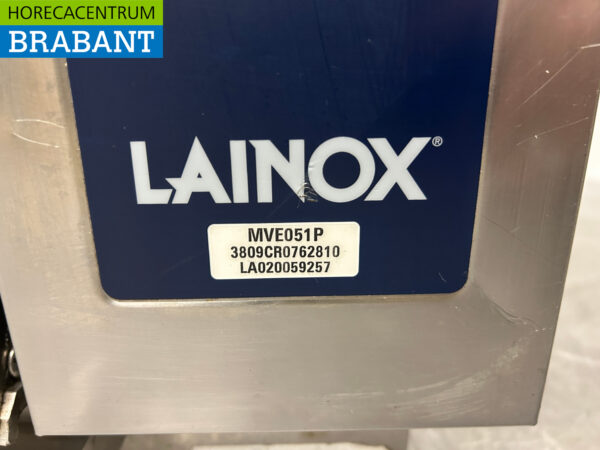 HORECACENTRUM
BRABANT
LAINOX®
MVE051P
3809CR0762810
LA020059257